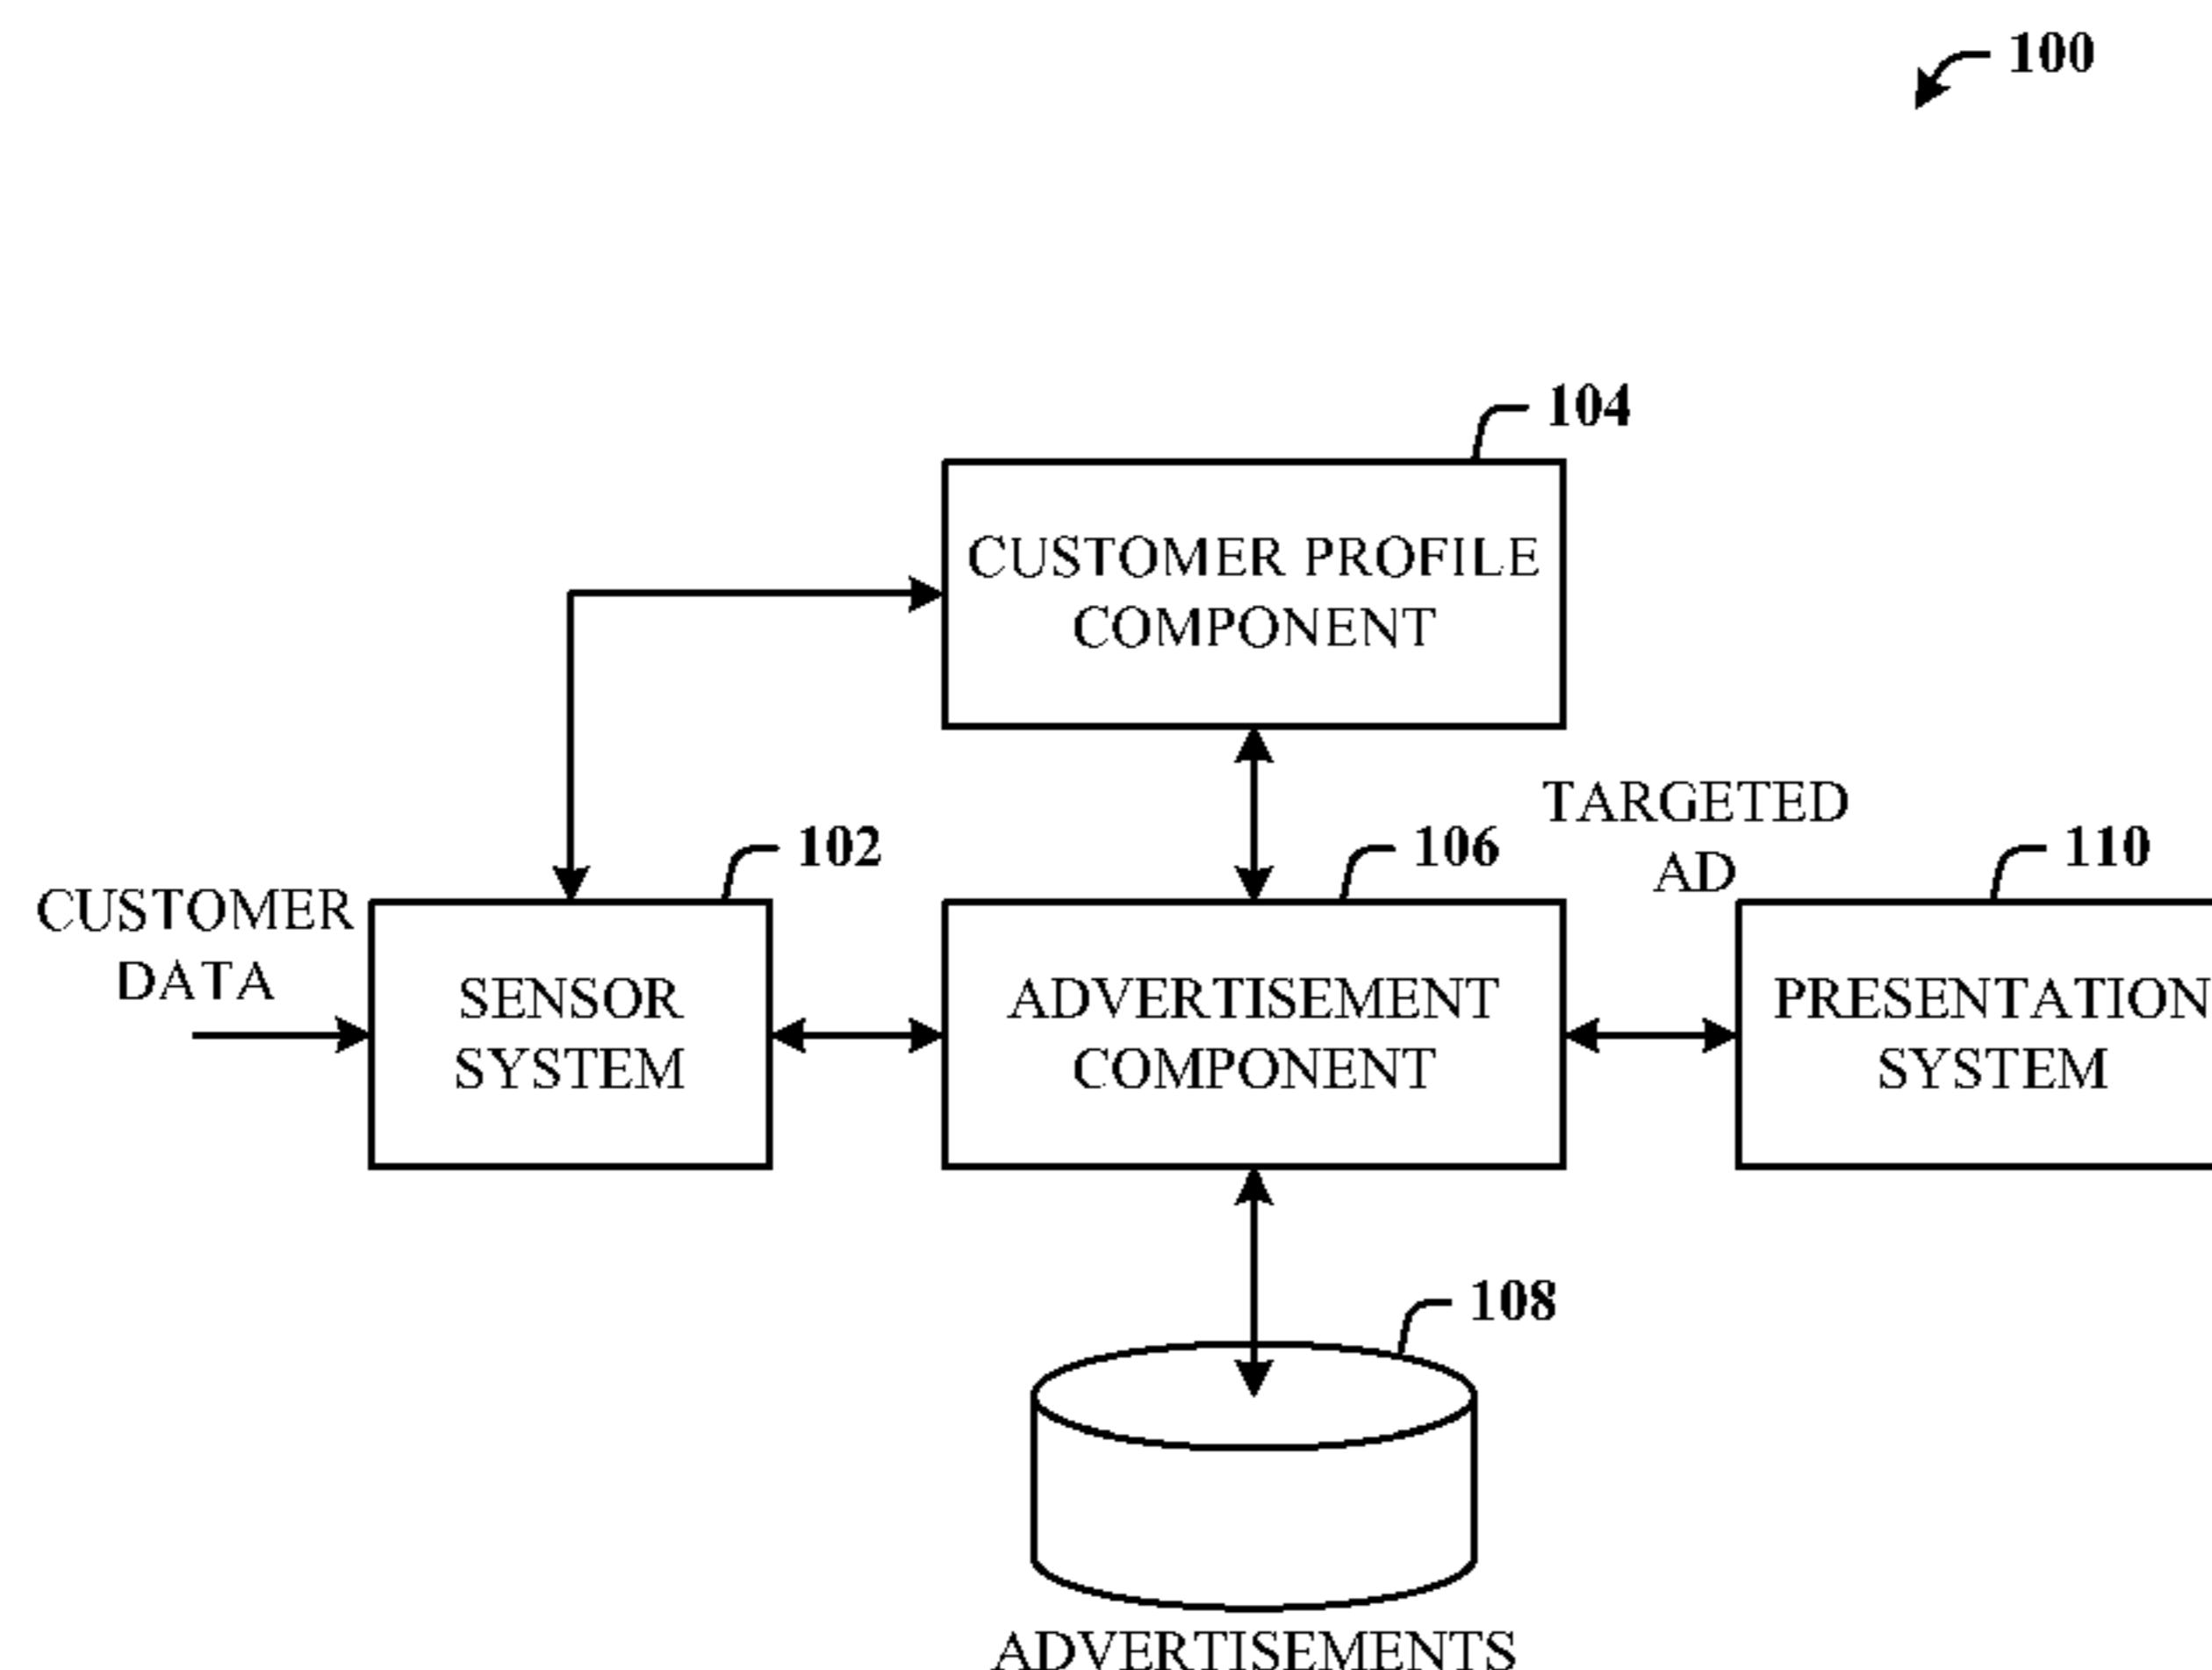 100
104
CUSTOMER PROFILE
COMPONENT
TARGETED
AD
102
106
110
CUSTOMER
DATA
SENSOR
SYSTEM
ADVERTISEMENT
COMPONENT
PRESENTATION
SYSTEM
108
ADVERTISEMENTS